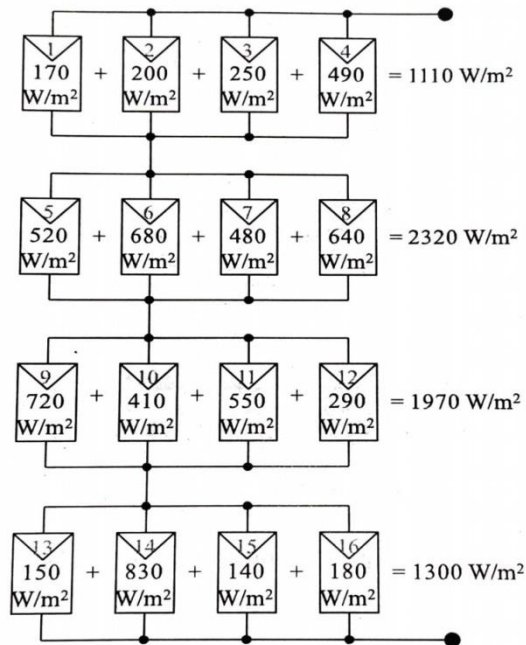 1 2 3 4
170 + 200 + 250 + 490 = 1110 W/m²
W/m² W/m² W/m² W/m²
5 6 7 8
520 + 680 + 480 + 640 = 2320 W/m²
W/m² W/m² W/m² W/m²
9 10 11 12
720 + 410 + 550 + 290 = 1970 W/m²
W/m² W/m² W/m² W/m²
13 14 15 16
150 + 830 + 140 + 180 = 1300 W/m²
W/m² W/m² W/m² W/m²